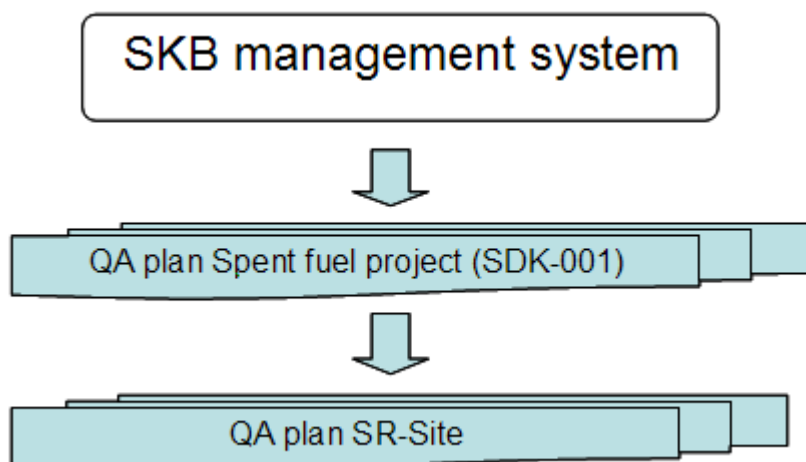 SKB management system
QA plan Spent fuel project (SDK-001)
QA plan SR-Site